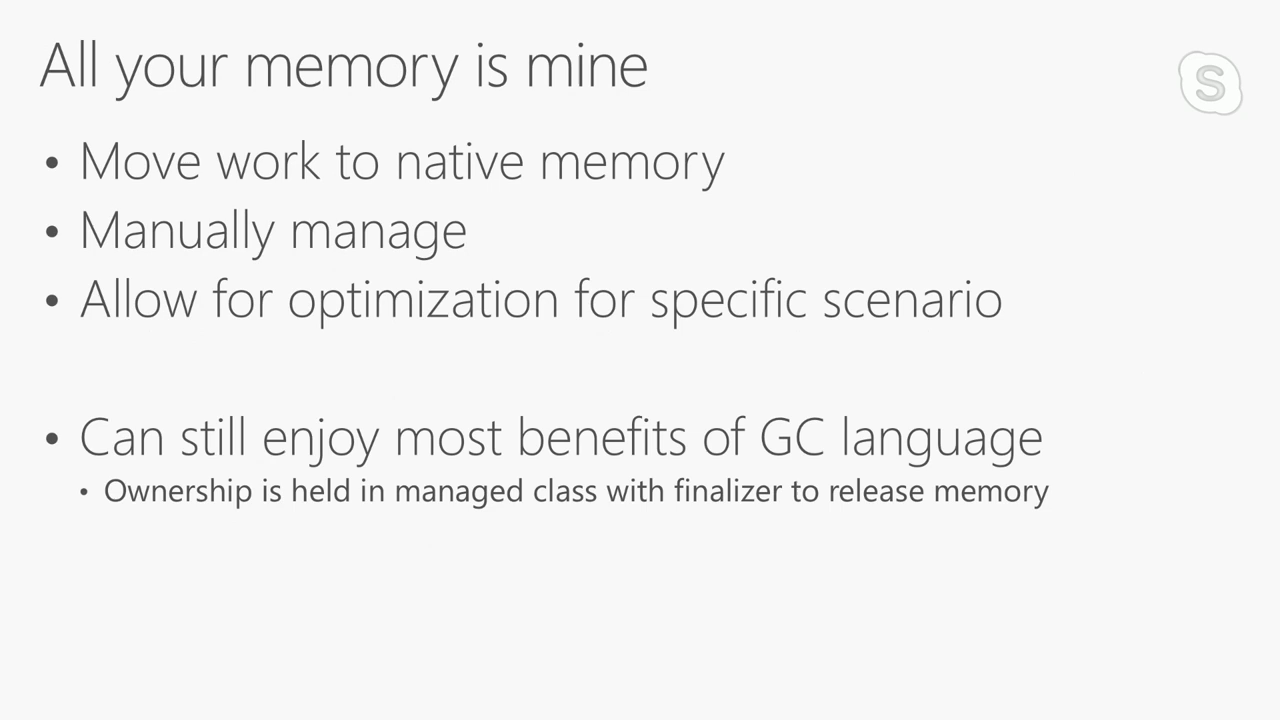 All your memory is mine
S
• Move work to native memory
• Manually manage
• Allow for optimization for specific scenario
• Can still enjoy most benefits of GC language
• Ownership is held in managed class with finalizer to release memory